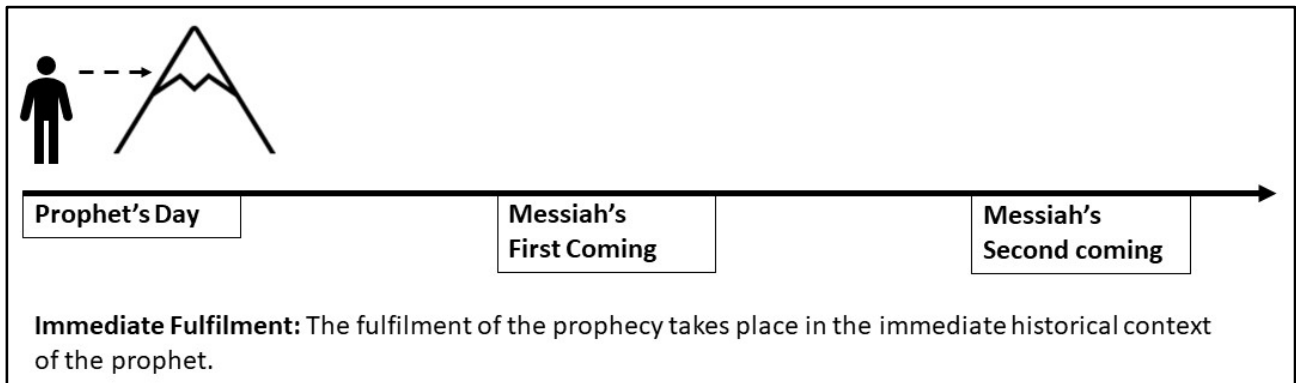 Prophet's Day
Messiah's
First Coming
Messiah's
Second coming
Immediate Fulfilment: The fulfilment of the prophecy takes place in the immediate historical context
of the prophet.